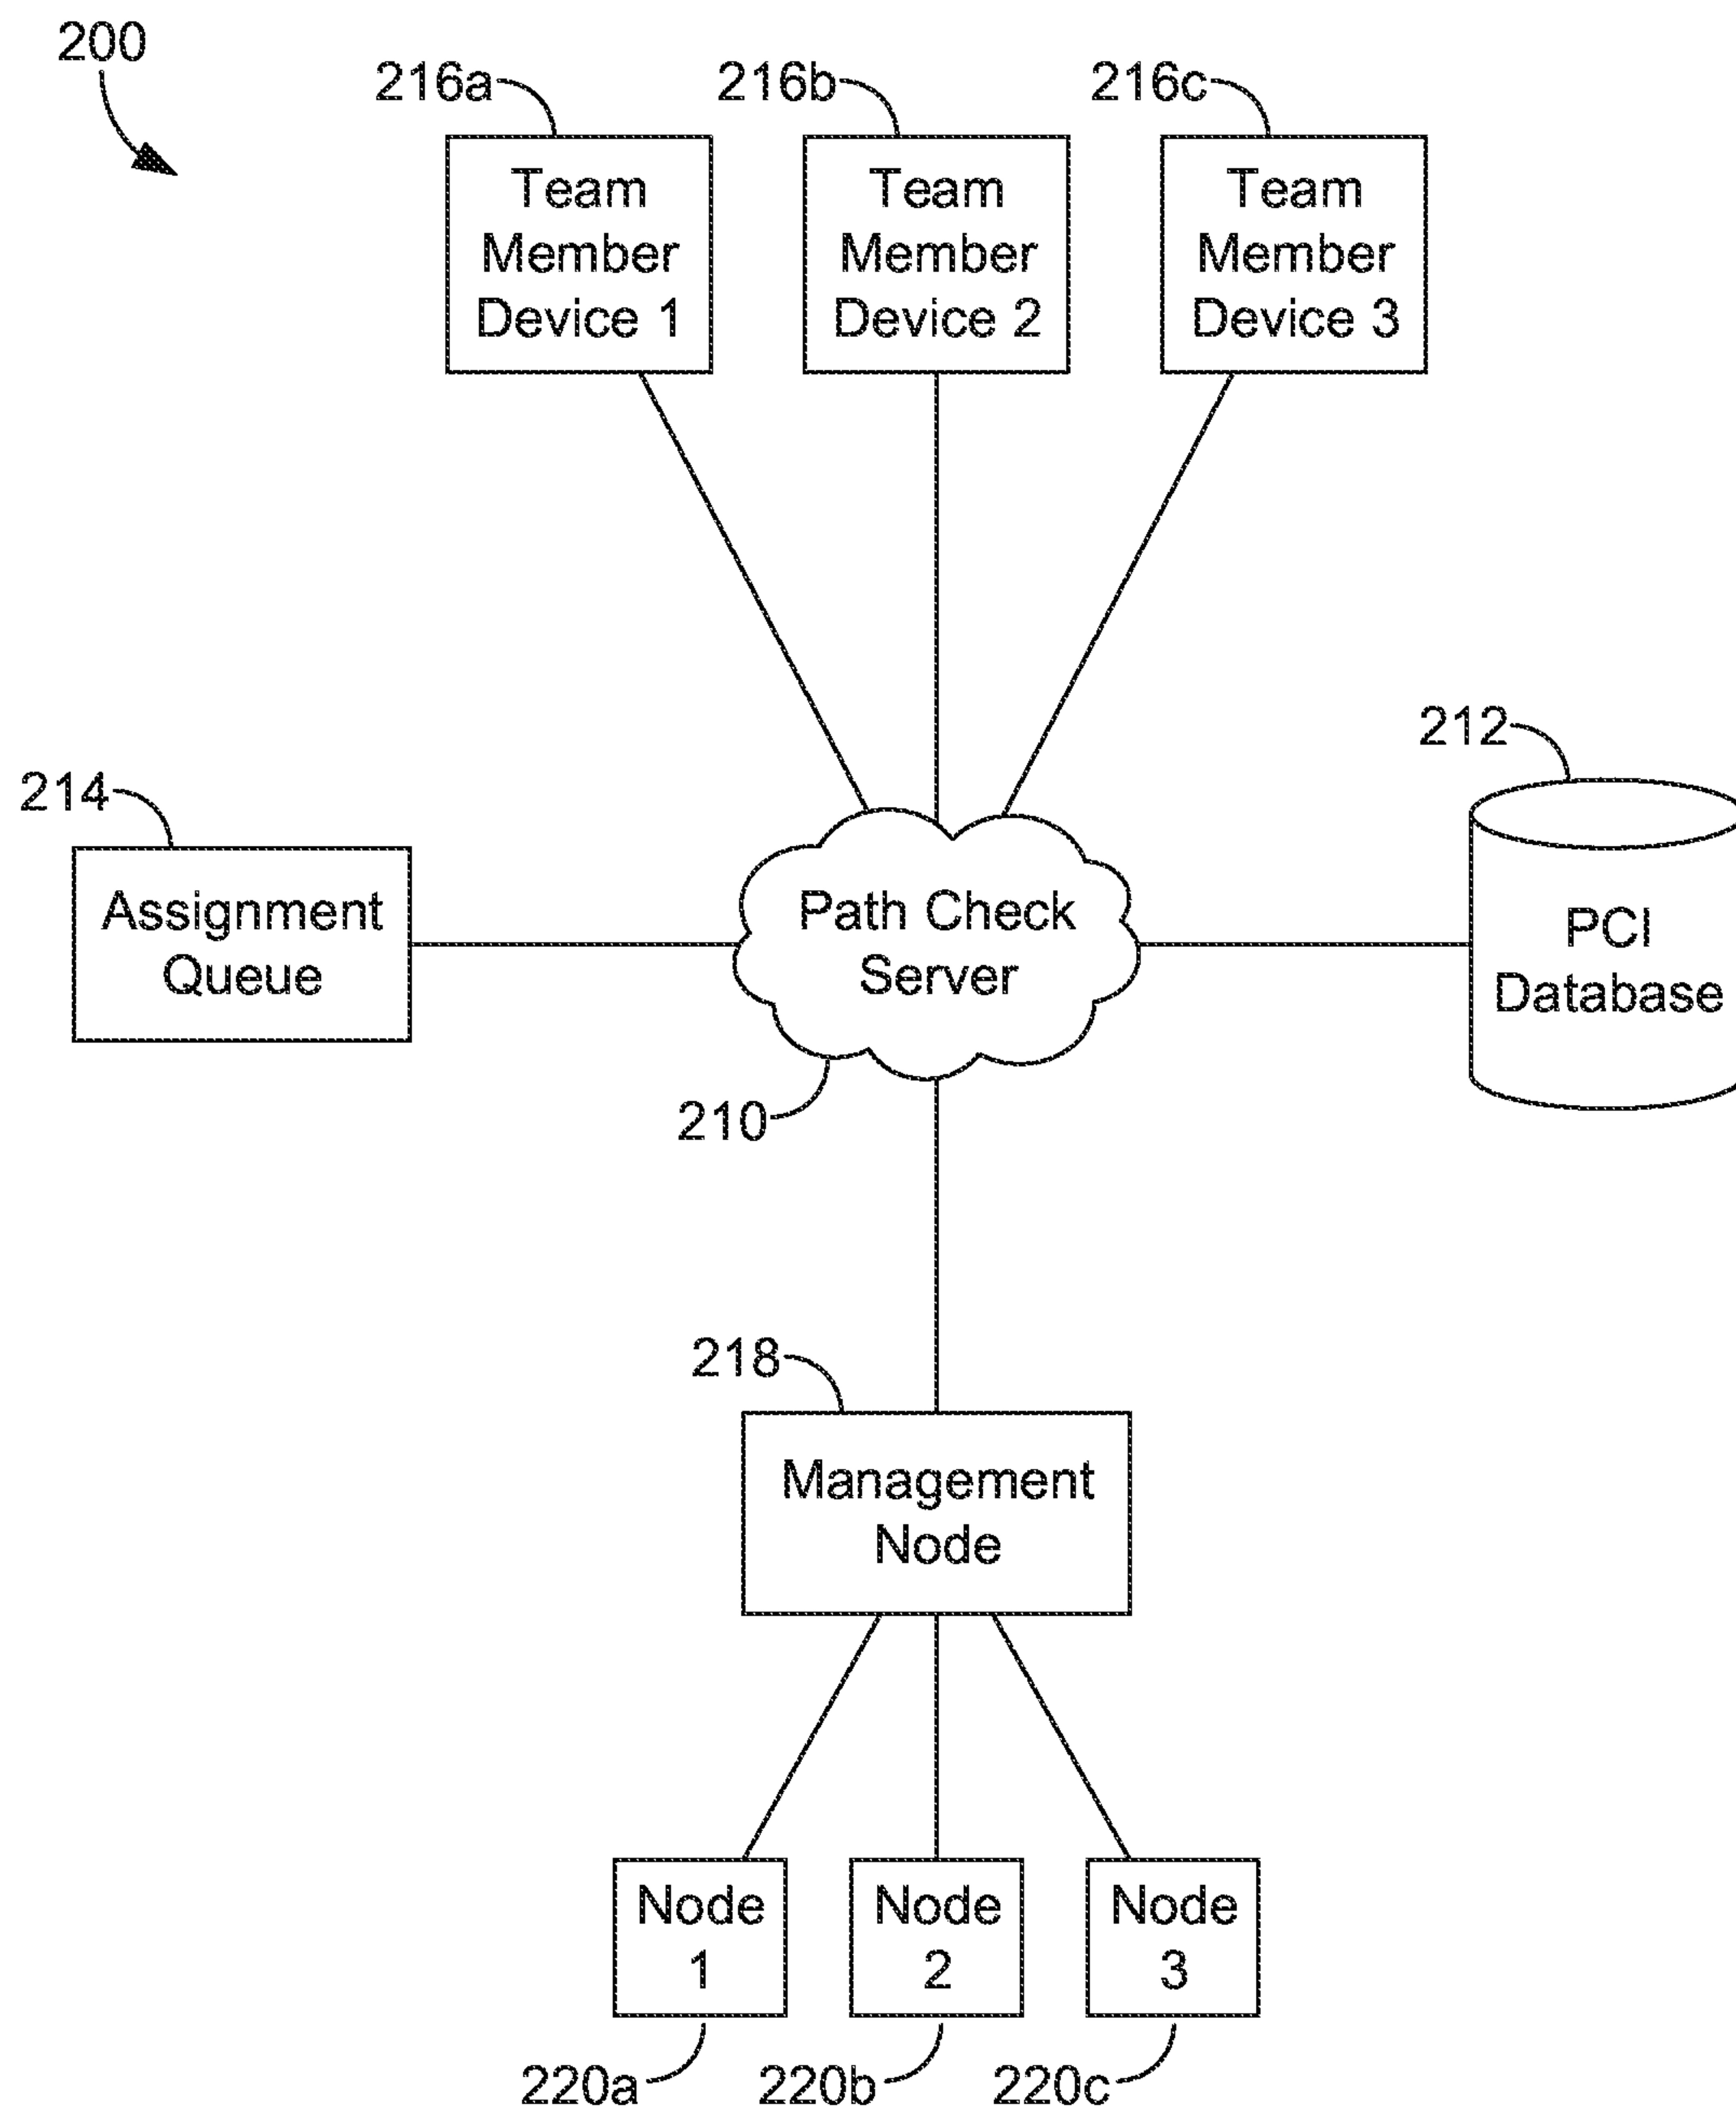 200
216a
216b
216c
Team
Member
Device 1
Team
Member
Device 2
Team
Member
Device 3
212
214
Assignment
Queue
Path Check
Server
PCI
Database
210
218
Management
Node
Node
1
Node
2
Node
3
220a
220b
220c